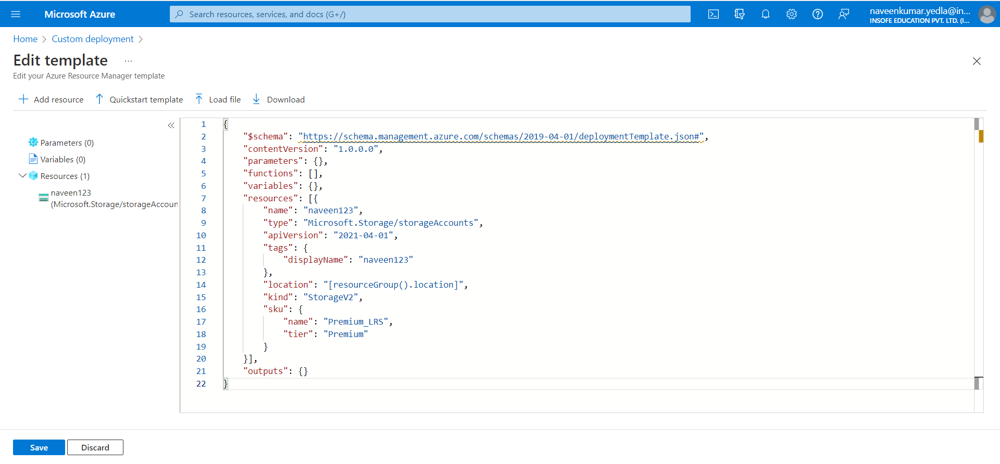 Microsoft Azure
Search resources, services, and docs (G+/)
naveenkumar.yedla@in...
INSOFE EDUCATION PVT. LTD. (I...
Home > Custom deployment >
Edit template ...
Edit your Azure Resource Manager template
Add resource Quickstart template Load file Download
«
Parameters (0)
Variables (0)
Resources (1)
naveen123
(Microsoft.Storage/storageAccoun
1 {
2 "$schema": "https://schema.management.azure.com/schemas/2019-04-01/deploymentTemplate.json#",
3 "contentVersion": "1.0.0.0",
4 "parameters": {},
5 "functions": [],
6 "variables": {},
7 "resources": [{
8 "name": "naveen123",
9 "type": "Microsoft.Storage/storageAccounts",
10 "apiVersion": "2021-04-01",
11 "tags": {
12 "displayName": "naveen123"
13 },
14 "location": "[resourceGroup().location]",
15 "kind": "StorageV2",
16 "sku": {
17 "name": "Premium_LRS",
18 "tier": "Premium"
19 }
20 }],
21 "outputs": {}
22 }
Save Discard